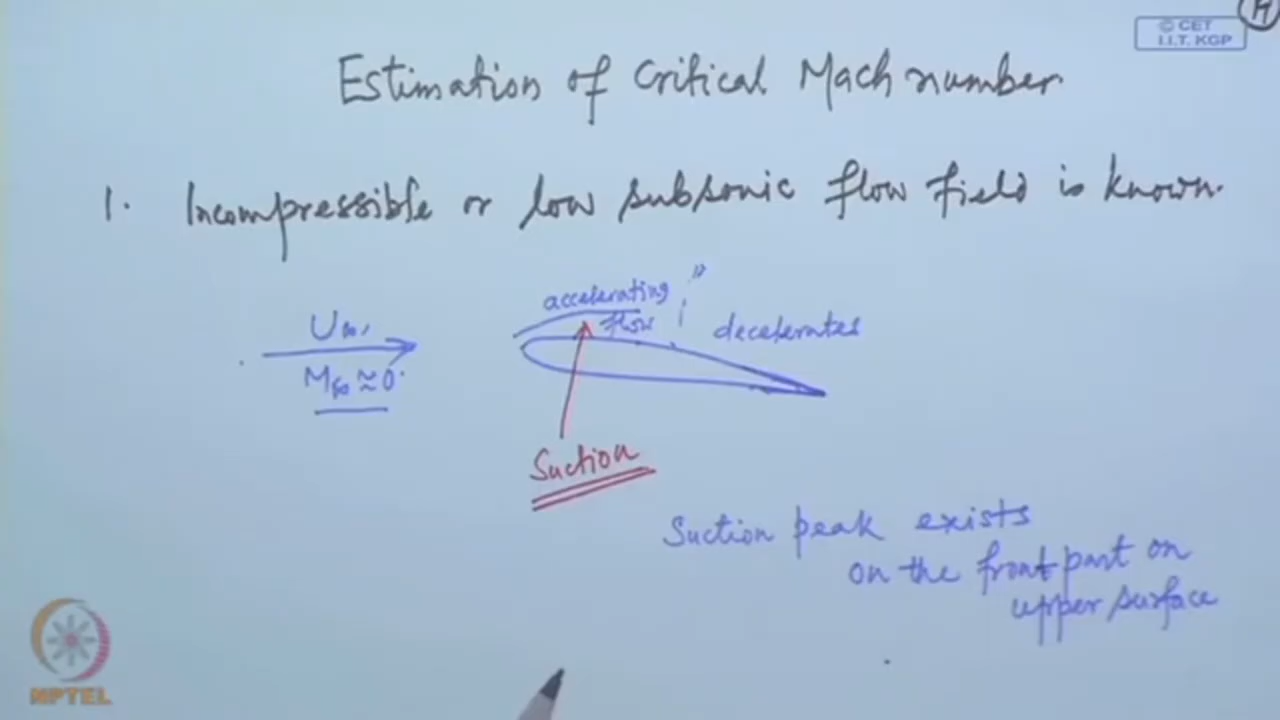 © CET
I.I.T. KGP
Estimation of Critical Mach number
1. Incompressible or low subsonic flow field is known.
accelerating
flow
decelerates
U∞,
M∞ ≈ 0.
Suction
Suction peak exists
on the front part on
upper surface
NPTEL